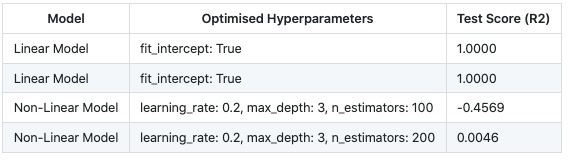 Model Optimised Hyperparameters Test Score (R2)
Linear Model fit_intercept: True 1.0000
Linear Model fit_intercept: True 1.0000
Non-Linear Model learning_rate: 0.2, max_depth: 3, n_estimators: 100 -0.4569
Non-Linear Model learning_rate: 0.2, max_depth: 3, n_estimators: 200 0.0046